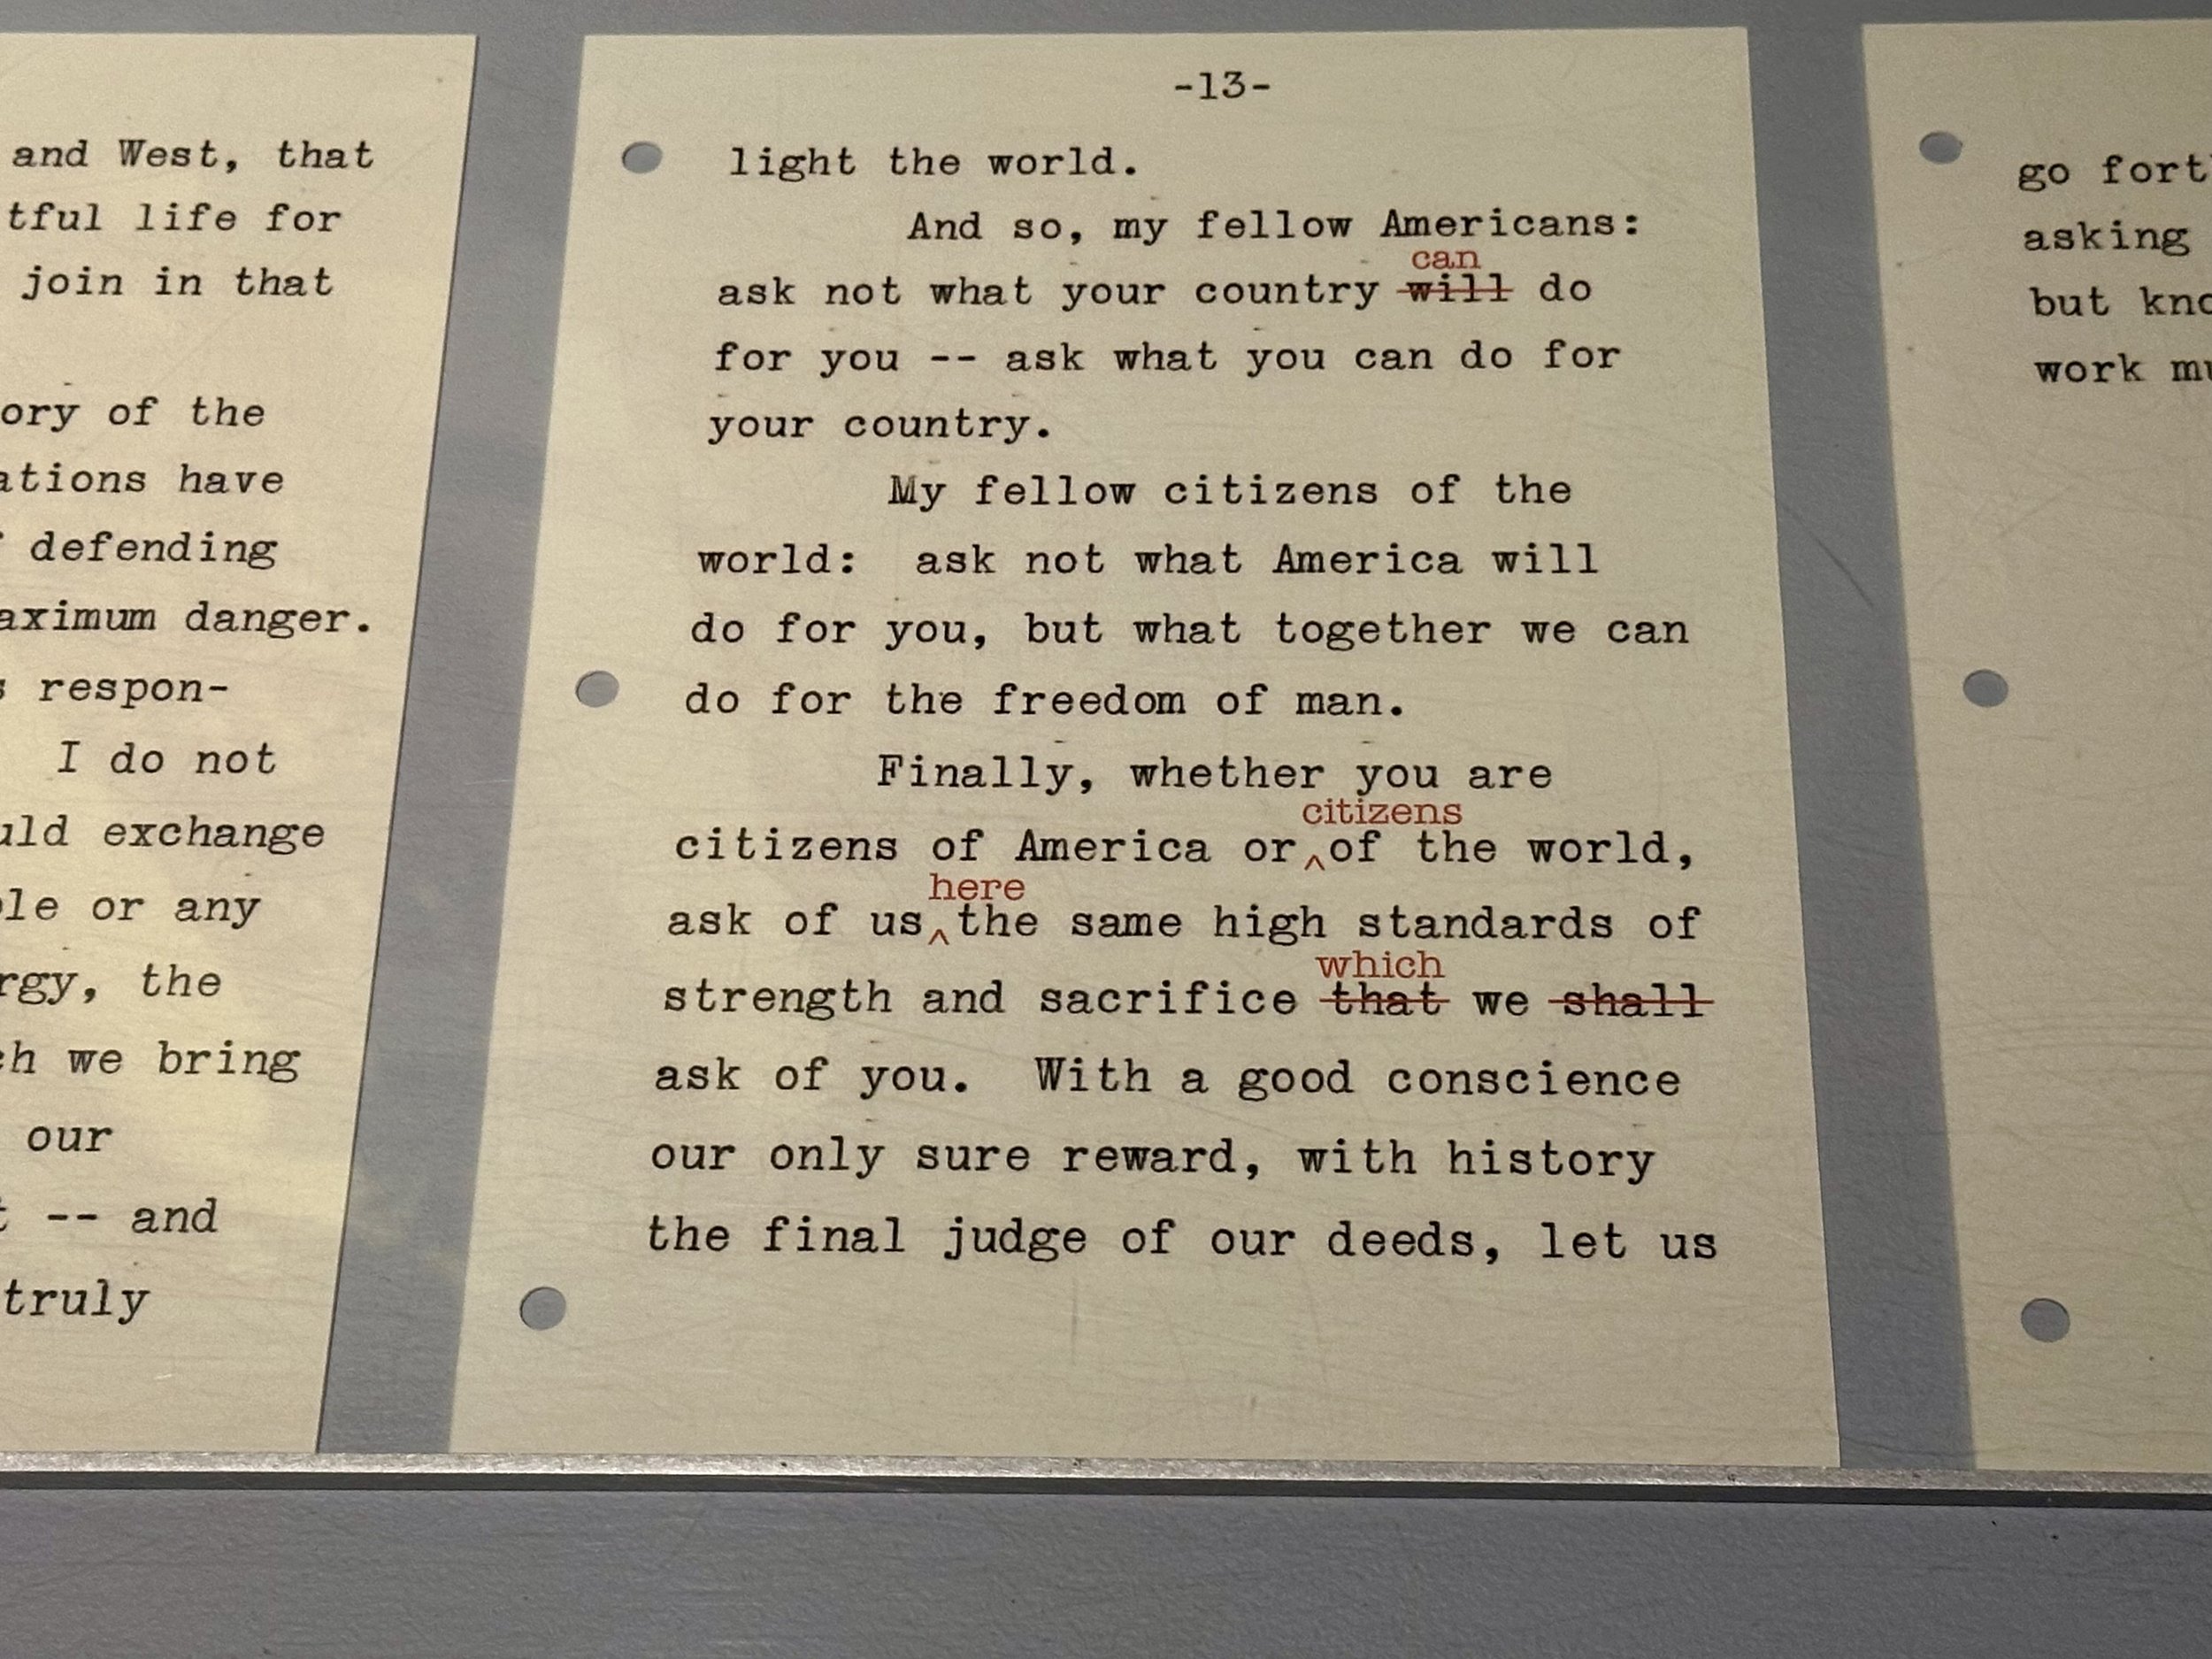 and West, that
tful life for
join in that
ory of the
ations have
defending
aximum danger.
respon-
I do not
uld exchange
ple or any
rgy, the
ch we bring
our
-- and
truly
-13-
light the world.
And so, my fellow Americans:
can
ask not what your country will do
for you -- ask what you can do for
your country.
My fellow citizens of the
world: ask not what America will
do for you, but what together we can
do for the freedom of man.
Finally, whether you are
citizens
citizens of America or ^ of the world,
here
ask of us ^ the same high standards of
which
strength and sacrifice that we shall
ask of you. With a good conscience
our only sure reward, with history
the final judge of our deeds, let us
go fort
asking
but kno
work mu